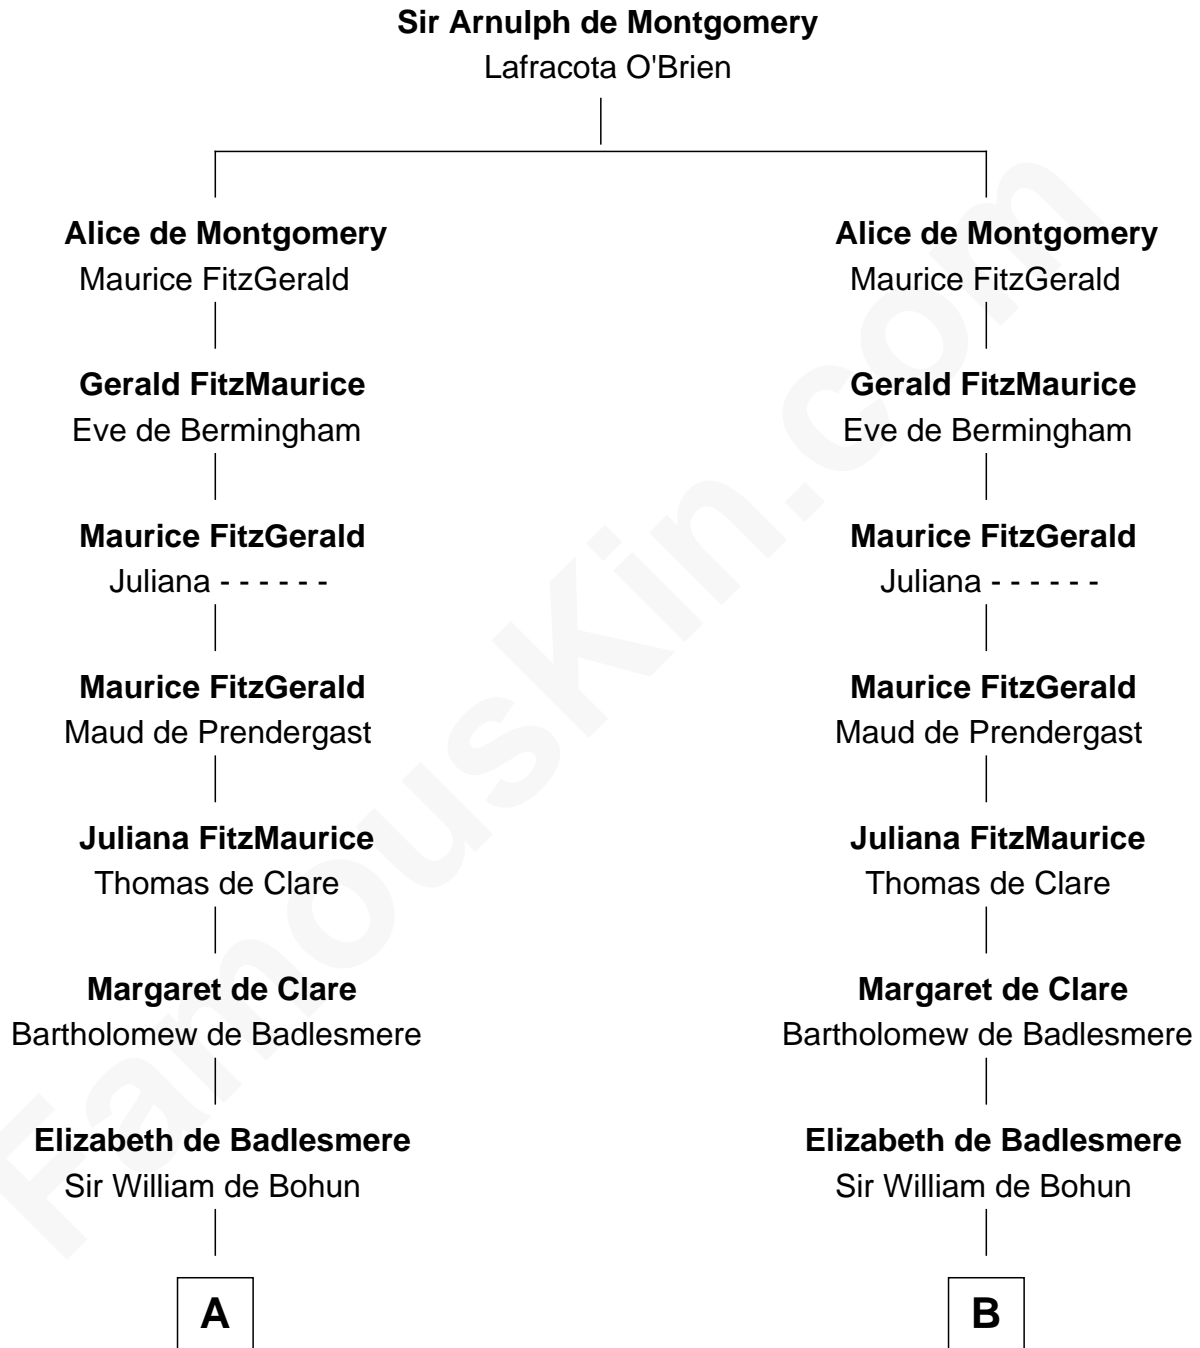 Sir Arnulph de Montgomery
Lafracota O'Brien
Alice de Montgomery
Maurice FitzGerald
Gerald FitzMaurice
Eve de Bermingham
Maurice FitzGerald
Juliana - - - - - -
Maurice FitzGerald
Maud de Prendergast
Juliana FitzMaurice
Thomas de Clare
Margaret de Clare
Bartholomew de Badlesmere
Elizabeth de Badlesmere
Sir William de Bohun
A
Alice de Montgomery
Maurice FitzGerald
Gerald FitzMaurice
Eve de Bermingham
Maurice FitzGerald
Juliana - - - - - -
Maurice FitzGerald
Maud de Prendergast
Juliana FitzMaurice
Thomas de Clare
Margaret de Clare
Bartholomew de Badlesmere
Elizabeth de Badlesmere
Sir William de Bohun
B
FamousKin.com